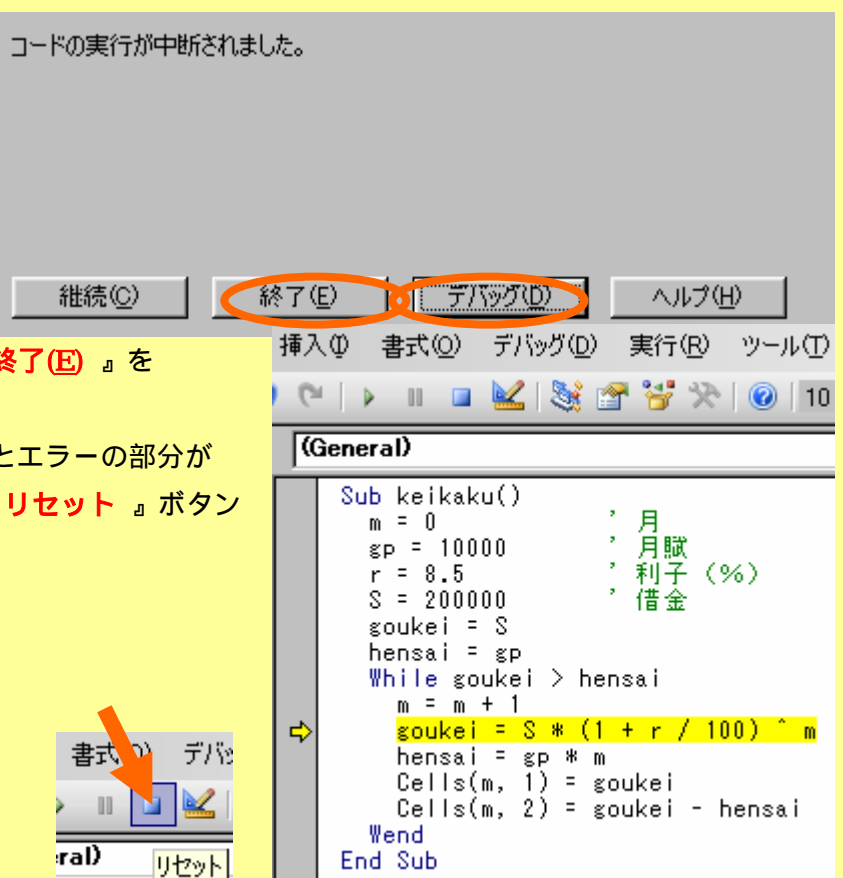 コードの実行が中断されました。
継続(C)
終了(E)
デバッグ(D)
ヘルプ(H)
終了(E) 』を
とエラーの部分が
リセット 』ボタン
挿入(I) 書式(O) デバッグ(D) 実行(R) ツール(T)
10
(General)
Sub keikaku()
m = 0 ' 月
gp = 10000 ' 月賦
r = 8.5 ' 利子 (%)
S = 200000 ' 借金
goukei = S
hensai = gp
While goukei > hensai
m = m + 1
goukei = S * (1 + r / 100) ^ m
hensai = gp * m
Cells(m, 1) = goukei
Cells(m, 2) = goukei - hensai
Wend
End Sub
書式 デバ
ral)
リセット